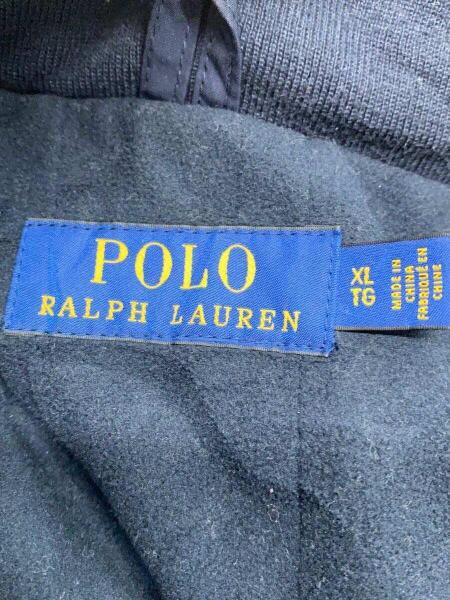 POLO
RALPH LAUREN
XL
TG
MADE IN
CHINA
FABRIQUÉ EN
CHINE